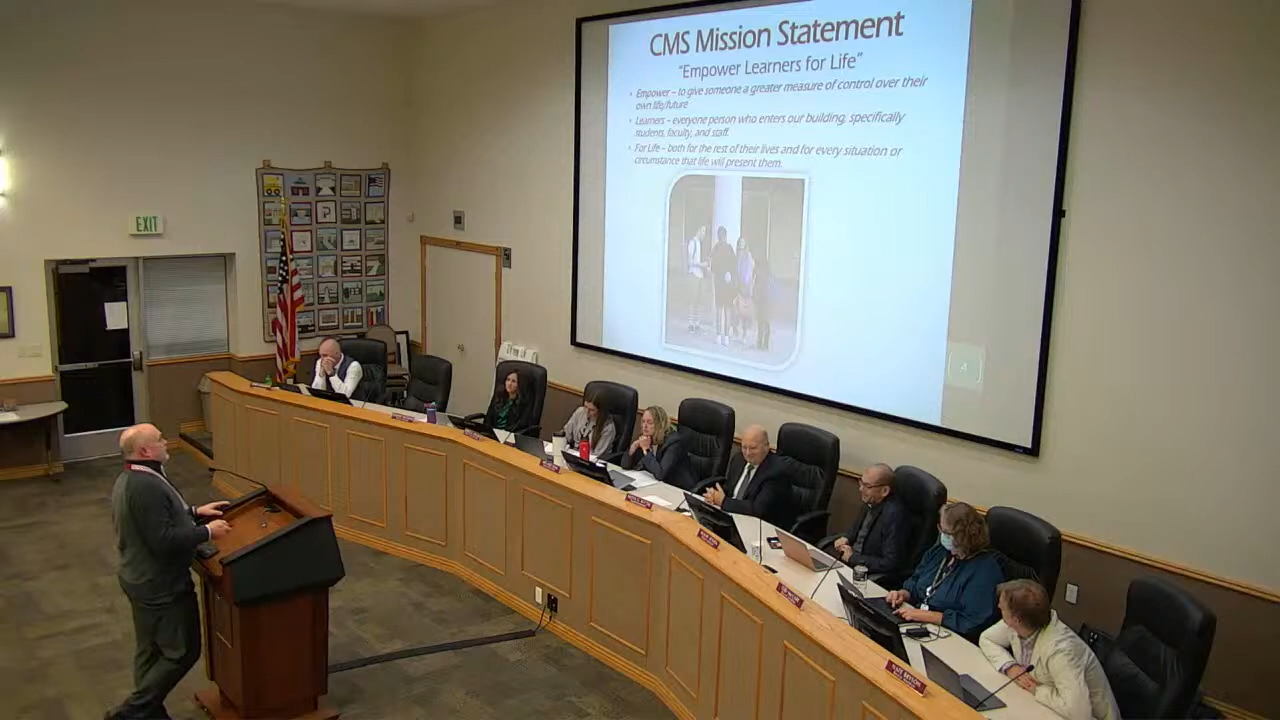 CMS Mission Statement
"Empower Learners for Life"
• Empower – to give someone a greater measure of control over their
own life/future
• Learners – everyone person who enters our building, specifically
students, faculty, and staff.
• For Life – both for the rest of their lives and for every situation or
circumstance that life will present them.
EXIT